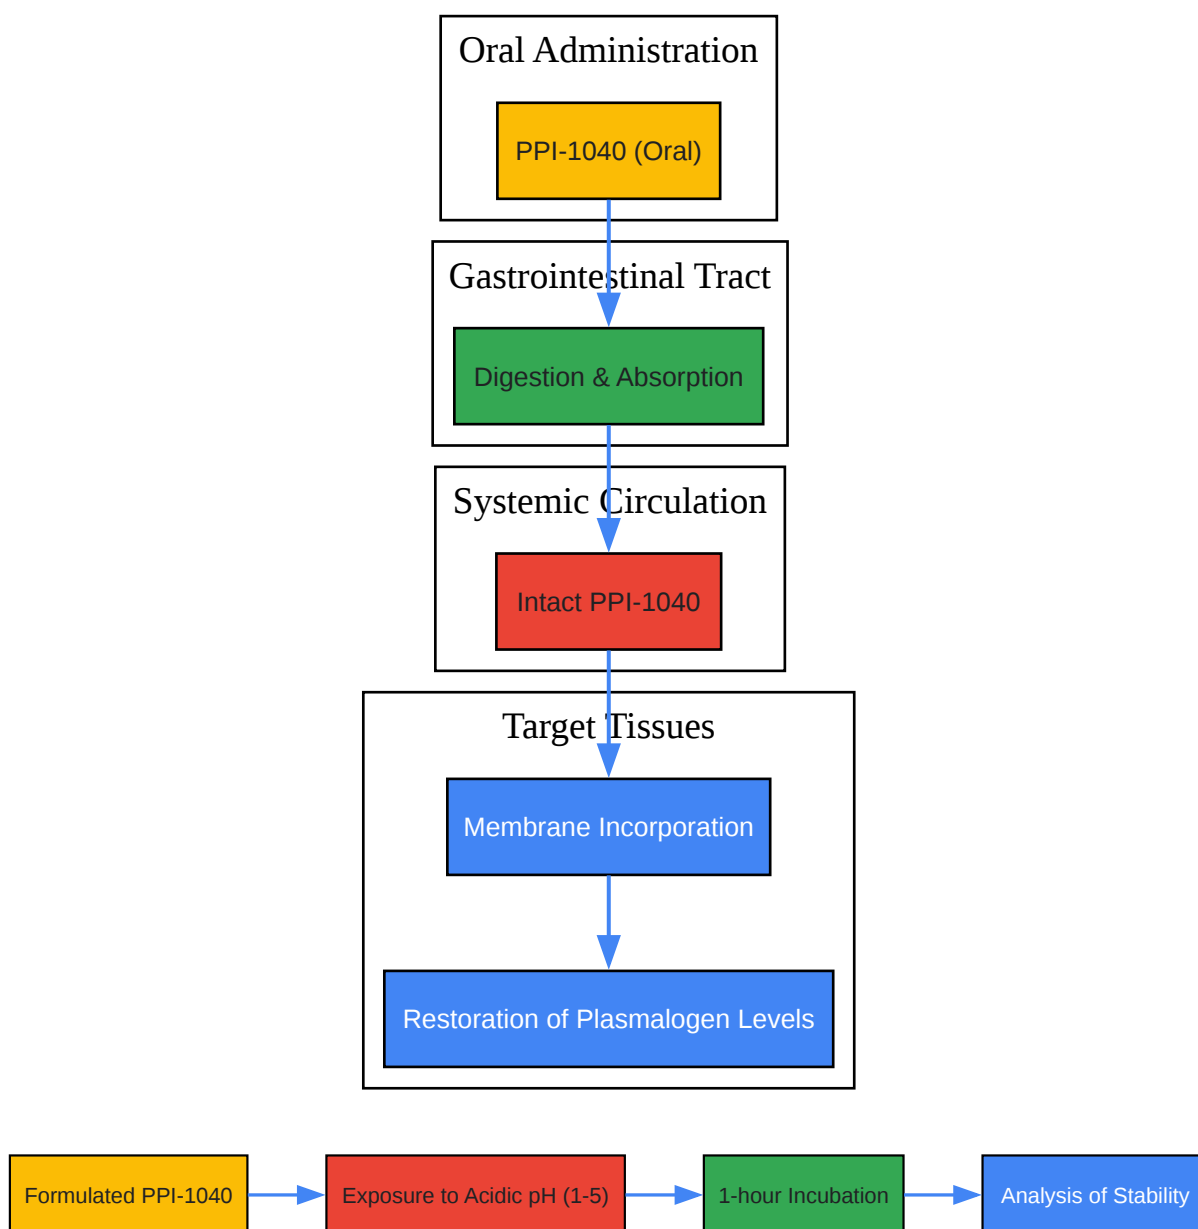 Oral Administration
PPI-1040 (Oral)
Gastrointestinal Tract
Digestion & Absorption
Systemic Circulation
Intact PPI-1040
Target Tissues
Membrane Incorporation
Restoration of Plasmalogen Levels
Formulated PPI-1040
Exposure to Acidic pH (1-5)
1-hour Incubation
Analysis of Stability